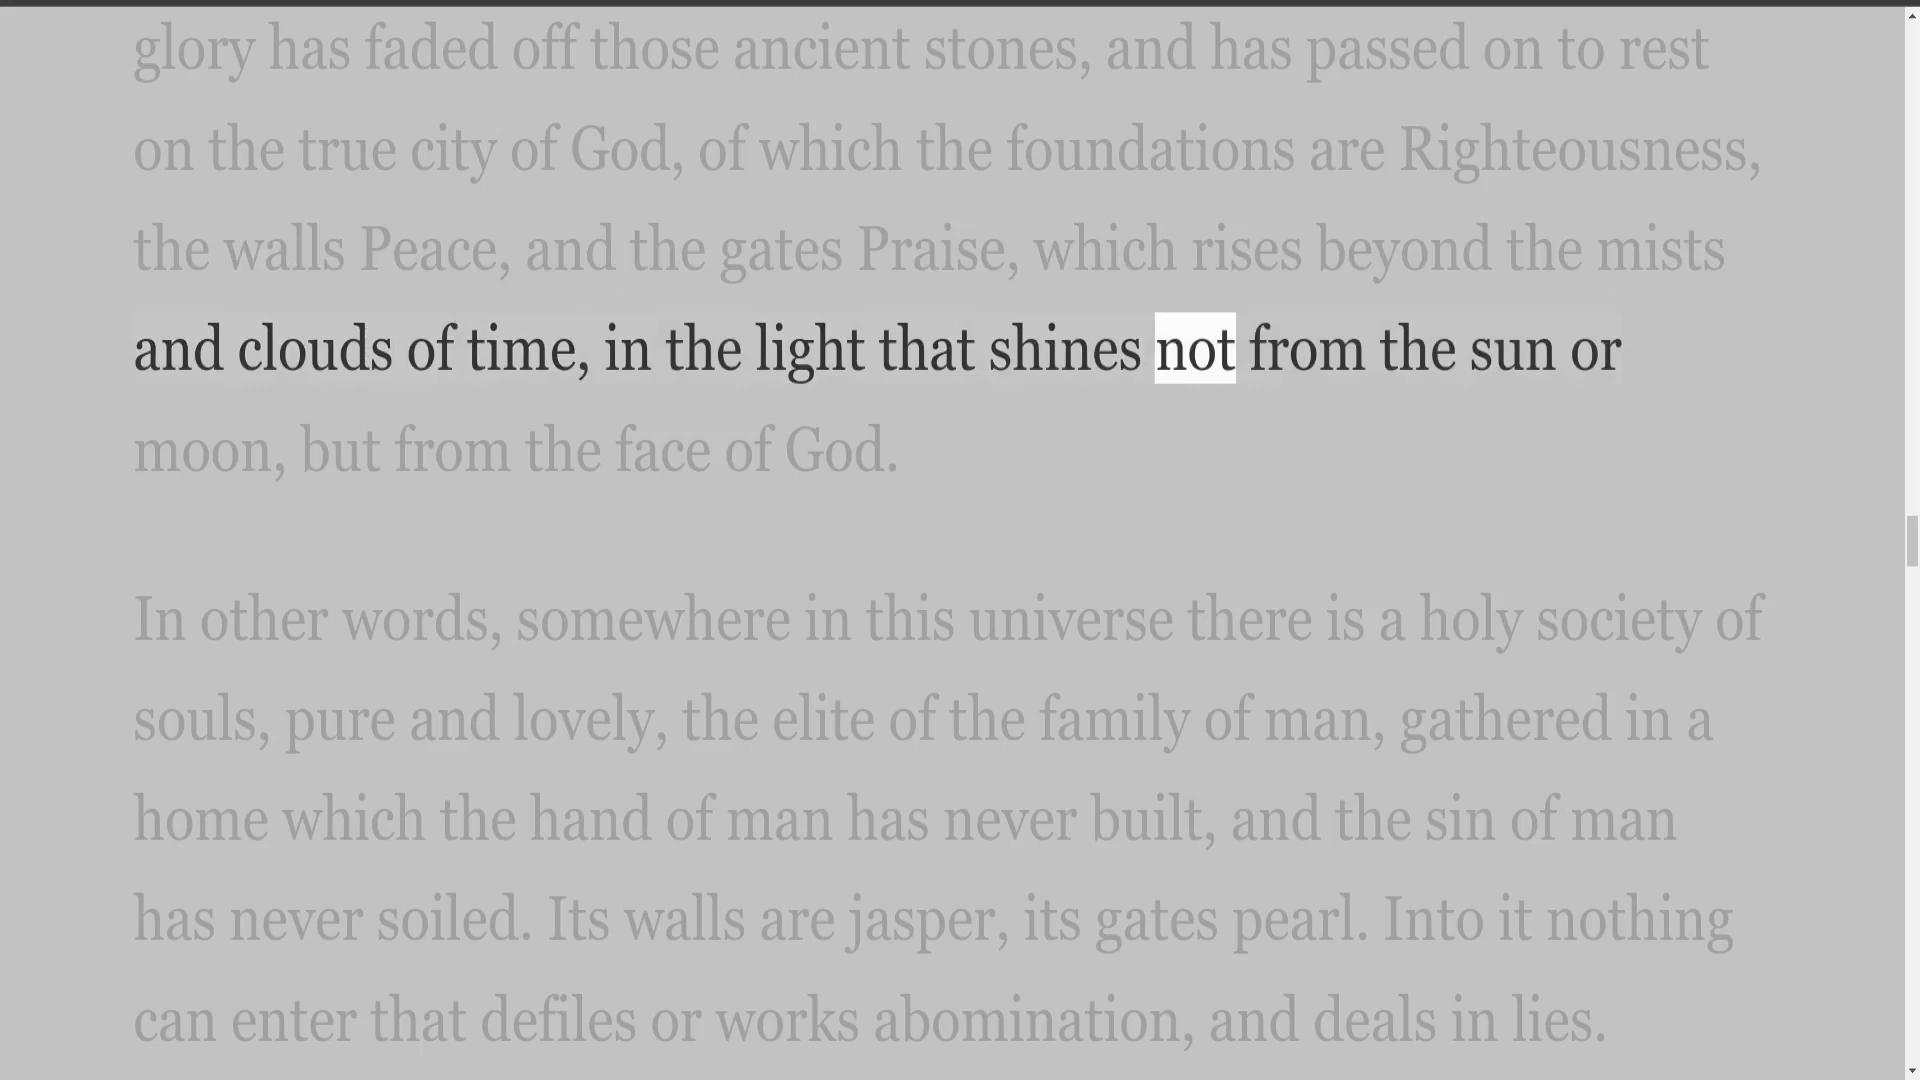 glory has faded off those ancient stones, and has passed on to rest
on the true city of God, of which the foundations are Righteousness,
the walls Peace, and the gates Praise, which rises beyond the mists
and clouds of time, in the light that shines not from the sun or
moon, but from the face of God.
In other words, somewhere in this universe there is a holy society of
souls, pure and lovely, the elite of the family of man, gathered in a
home which the hand of man has never built, and the sin of man
has never soiled. Its walls are jasper, its gates pearl. Into it nothing
can enter that defiles or works abomination, and deals in lies.